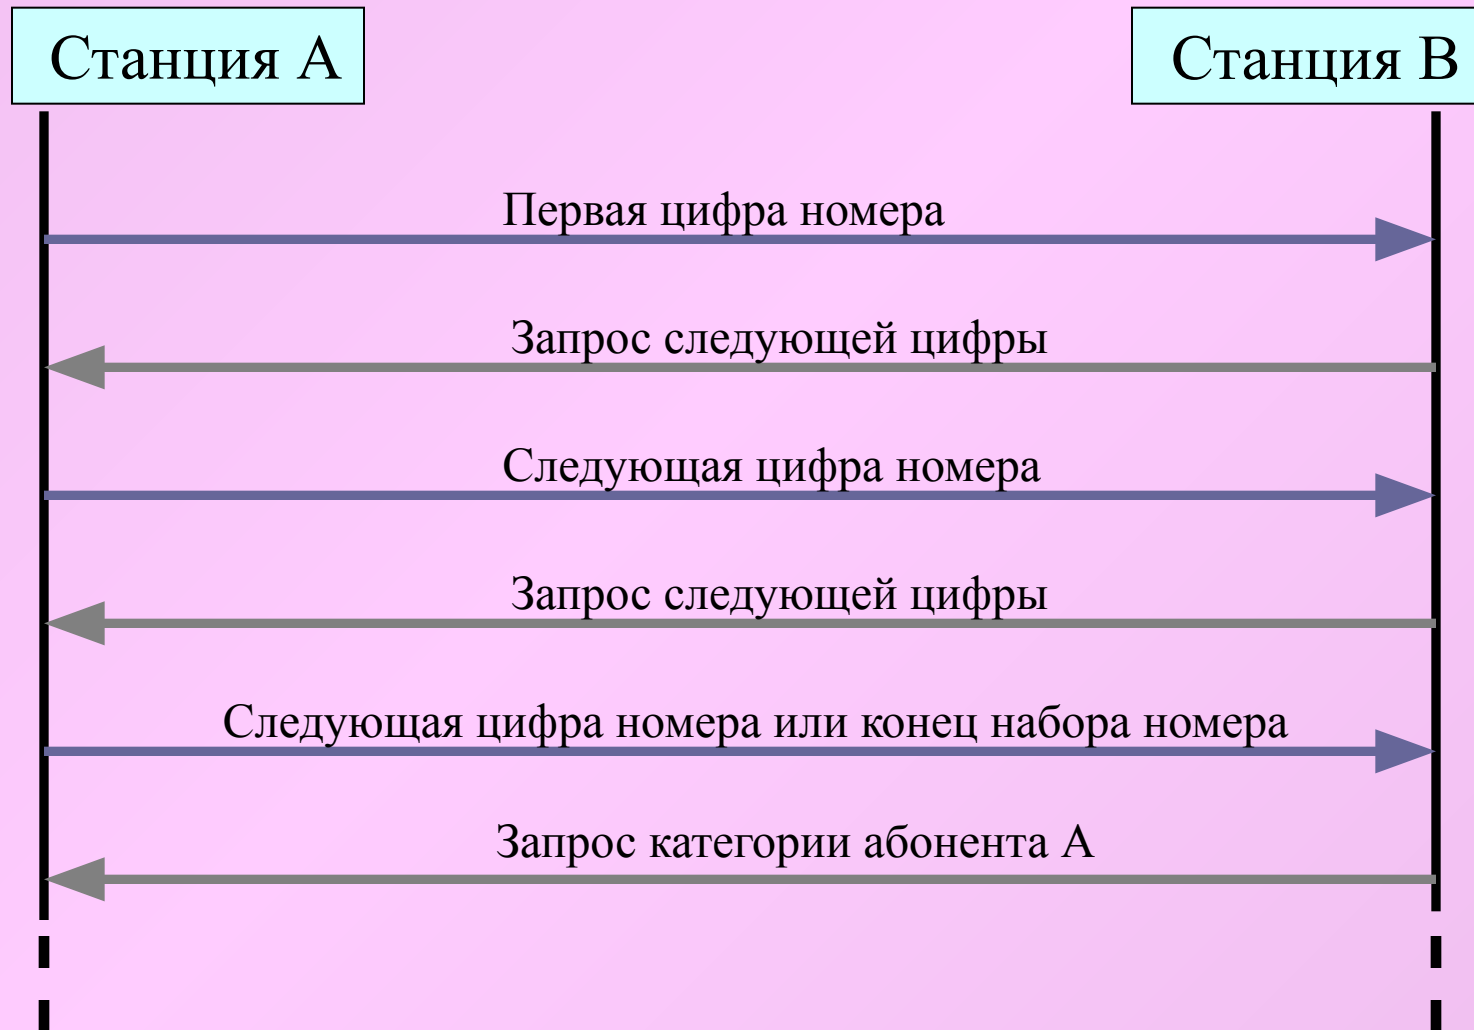 Станция А
Станция В
Первая цифра номера
Запрос следующей цифры
Следующая цифра номера
Запрос следующей цифры
Следующая цифра номера или конец набора номера
Запрос категории абонента А